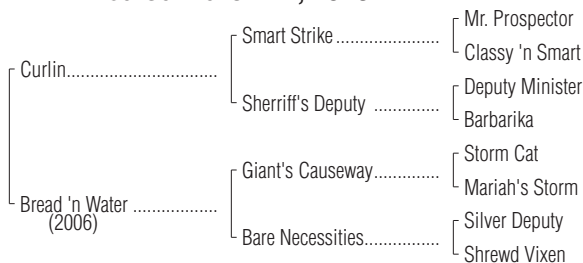 Mr. Prospector
Smart Strike ........................
Classy 'n Smart
Curlin...................................
Deputy Minister
Sherriff's Deputy ...............
Barbarika
Storm Cat
Giant's Causeway...............
Mariah's Storm
Bread 'n Water ...................
(2006)
Silver Deputy
Bare Necessities.................
Shrewd Vixen